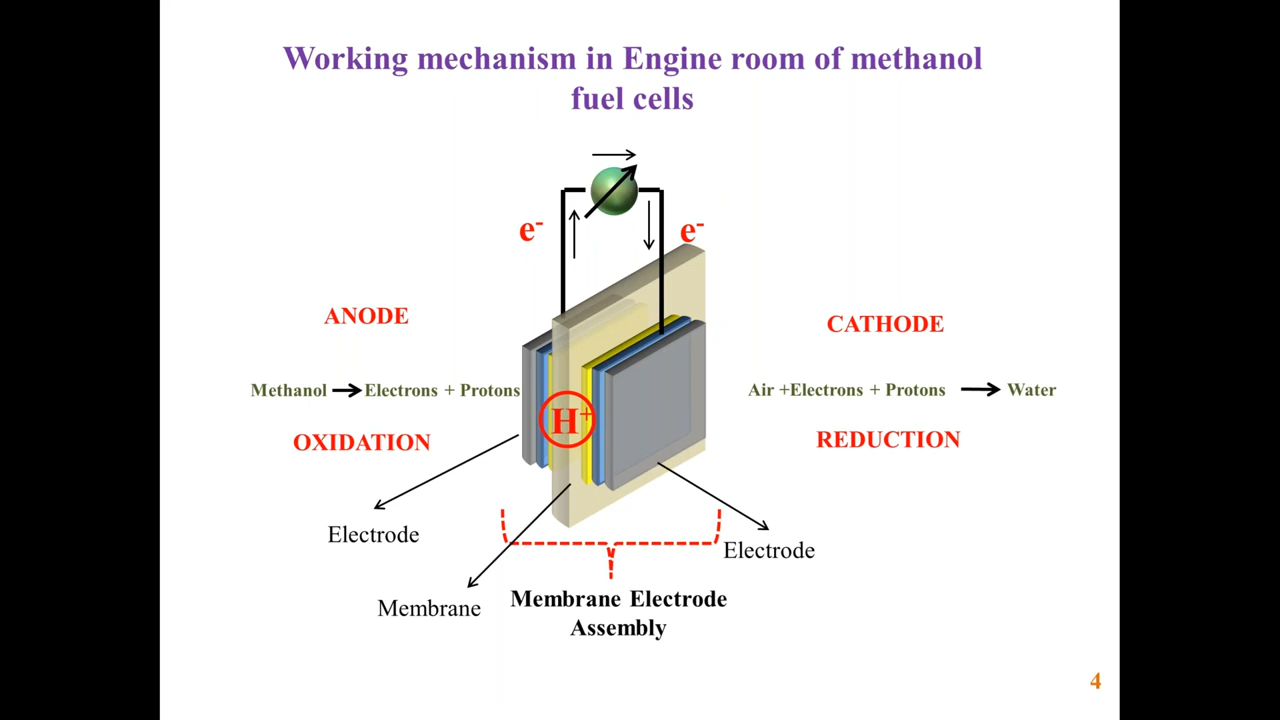 Working mechanism in Engine room of methanol
fuel cells
e-
e-
ANODE
CATHODE
Methanol → Electrons + Protons
Air +Electrons + Protons → Water
H+
OXIDATION
REDUCTION
Electrode
Electrode
Membrane
Membrane Electrode
Assembly
4